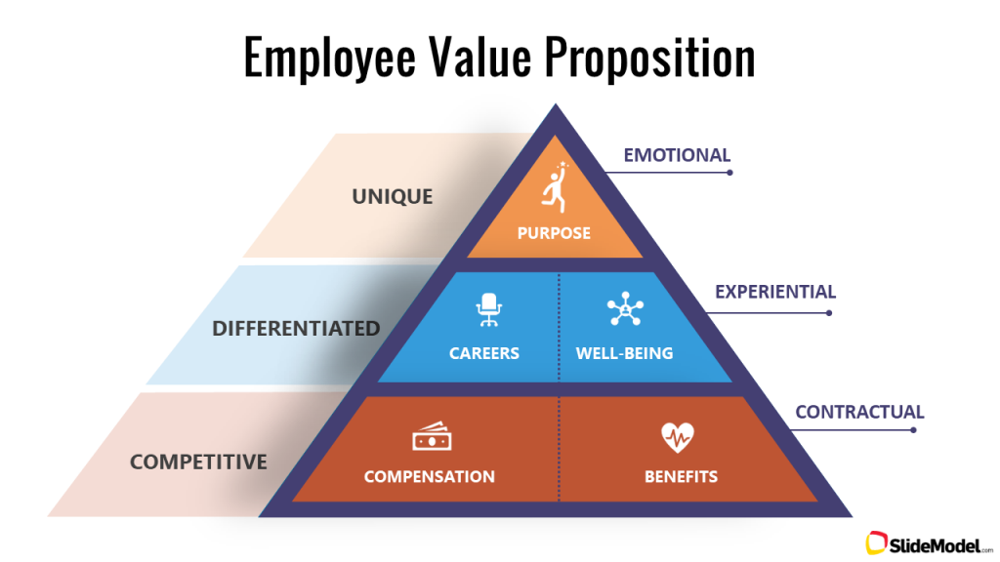 Employee Value Proposition
EMOTIONAL
UNIQUE
PURPOSE
EXPERIENTIAL
DIFFERENTIATED
CAREERS
WELL-BEING
CONTRACTUAL
COMPETITIVE
COMPENSATION
BENEFITS
SlideModel.com